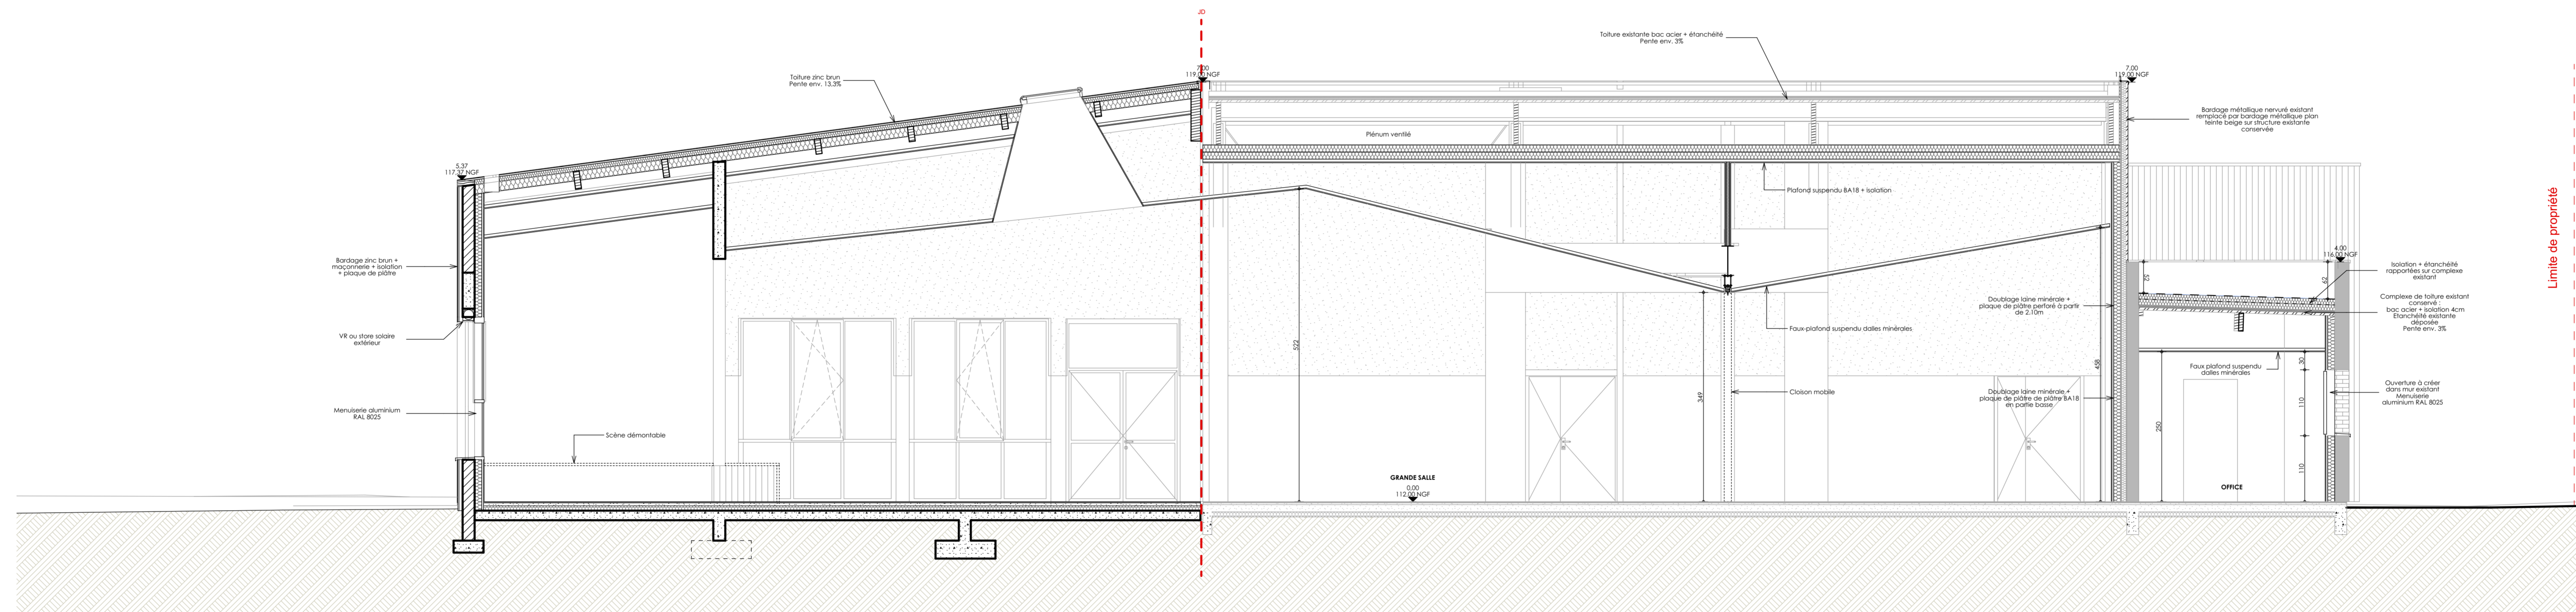 JD
Toiture existante bac acier + étanchéité
Pente env. 3%
7.00
119.00 NGF
7.00
119.00 NGF
Toiture zinc brun
Pente env. 13.3%
Bardage métallique nervuré existant
remplacé par bardage métallique plan
teinte beige sur structure existante
conservée
Plénum ventilé
5.37
117.37 NGF
Plafond suspendu BA18 + isolation
Limite de propriété
4.00
116.00 NGF
Bardage zinc brun +
maçonnerie + isolation
+ plaque de plâtre
Isolation + étanchéité
rapportées sur complexe
existant
52
62
Doublage laine minérale +
plaque de plâtre perforé à partir
de 2.10m
Complexe de toiture existant
conservé :
bac acier + isolation 4cm
Etanchéité existante
déposée
Pente env. 3%
Faux-plafond suspendu dalles minérales
VR ou store solaire
extérieur
522
458
30
Faux plafond suspendu
dalles minérales
Menuiserie aluminium
RAL 8025
349
Cloison mobile
Doublage laine minérale +
plaque de plâtre de plâtre BA18
en partie basse
110
Ouverture à créer
dans mur existant
Menuiserie
aluminium RAL 8025
Scène démontable
250
110
GRANDE SALLE
0.00
112.00 NGF
OFFICE